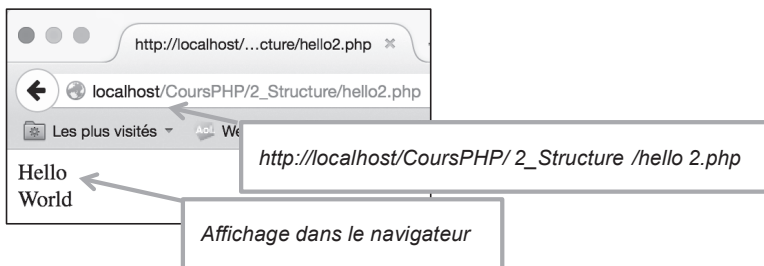 http://localhost/...cture/hello2.php
localhost/CoursPHP/2_Structure/hello2.php
Les plus visités
http://localhost/CoursPHP/ 2_Structure /hello 2.php
Hello
World
Affichage dans le navigateur